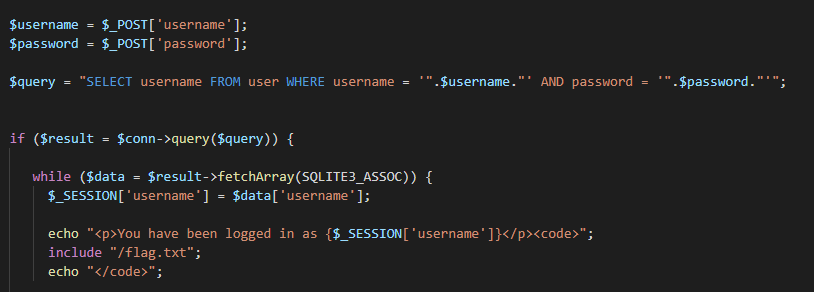 $username = $_POST['username'];
$password = $_POST['password'];
$query = "SELECT username FROM user WHERE username = '".$username."' AND password = '".$password."'";
if ($result = $conn->query($query)) {
while ($data = $result->fetchArray(SQLITE3_ASSOC)) {
$_SESSION['username'] = $data['username'];
echo "<p>You have been logged in as {$_SESSION['username']}</p><code>";
include "/flag.txt";
echo "</code>";